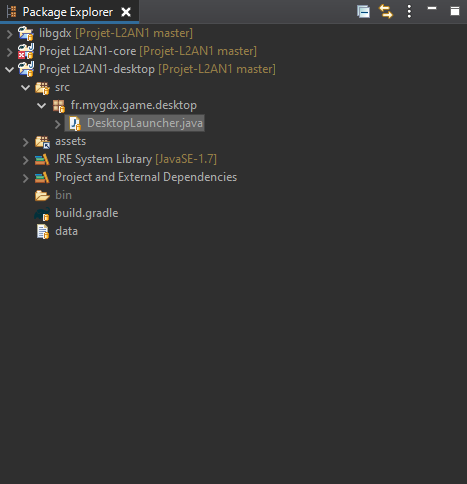 Package Explorer
libgdx [Projet-L2AN1 master]
Projet L2AN1-core [Projet-L2AN1 master]
Projet L2AN1-desktop [Projet-L2AN1 master]
src
fr.mygdx.game.desktop
DesktopLauncher.java
assets
JRE System Library [JavaSE-1.7]
Project and External Dependencies
bin
build.gradle
data